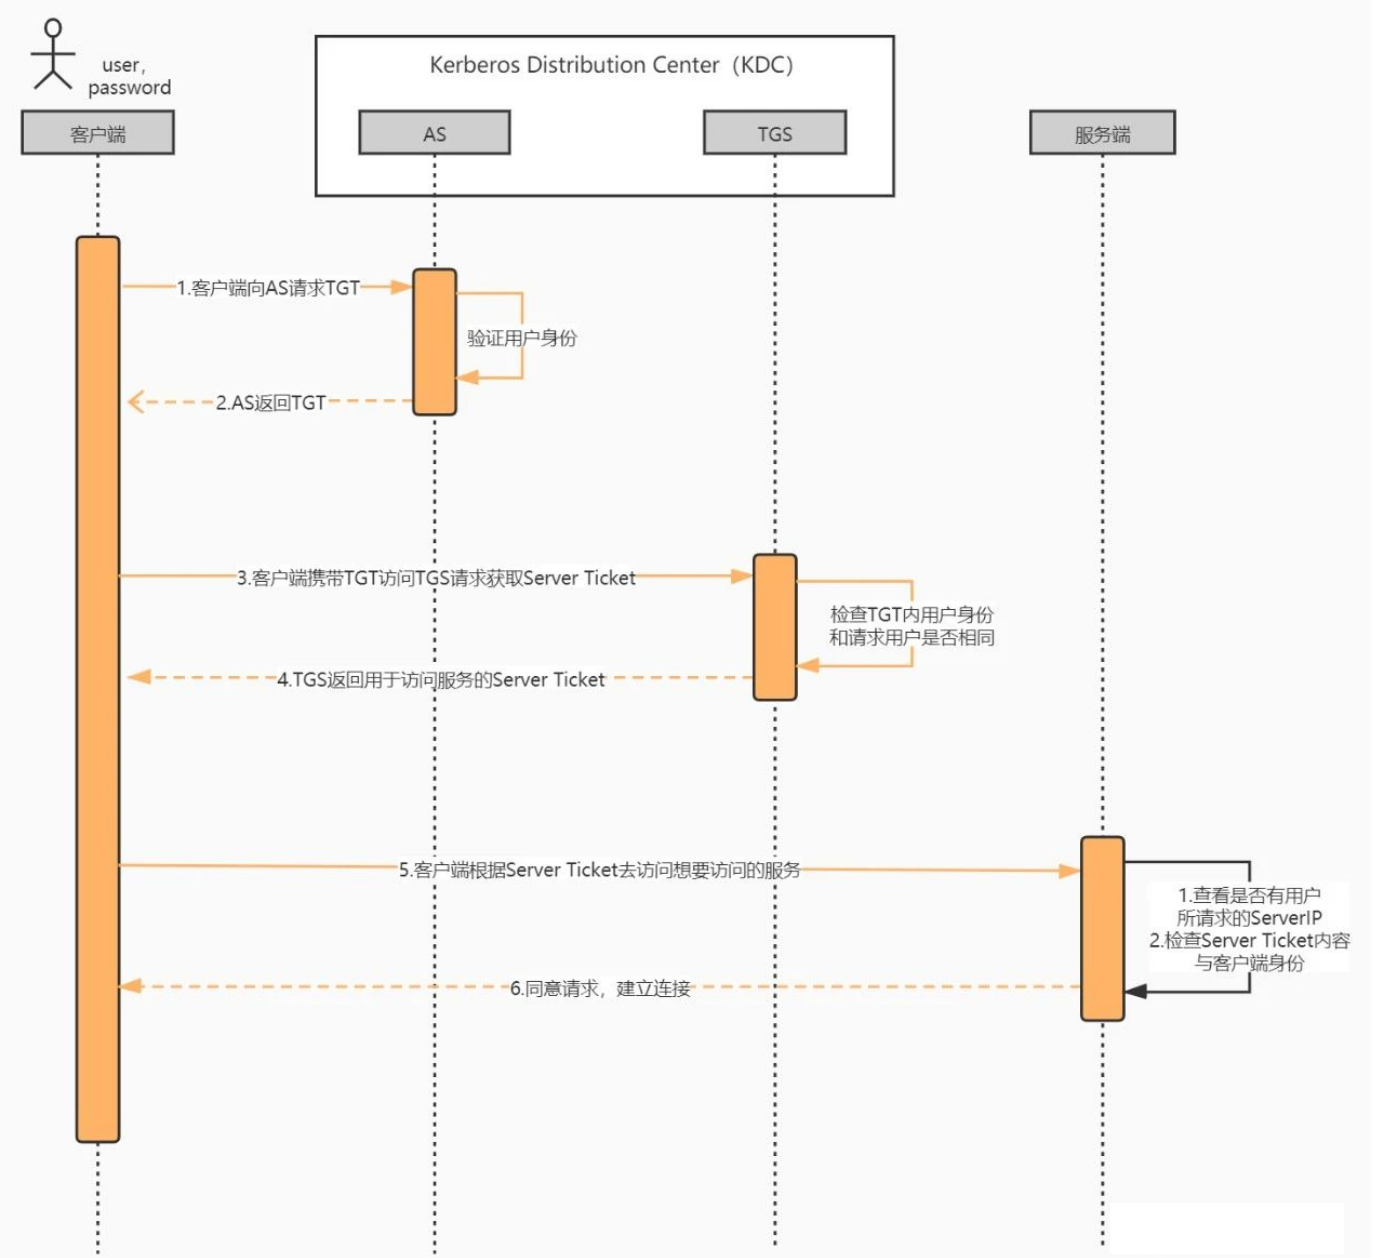 user,
password
Kerberos Distribution Center（KDC）
客户端
AS
TGS
服务端
1.客户端向AS请求TGT
验证用户身份
2.AS返回TGT
3.客户端携带TGT访问TGS请求获取Server Ticket
检查TGT内用户身份
和请求用户是否相同
4.TGS返回用于访问服务的Server Ticket
5.客户端根据Server Ticket去访问想要访问的服务
1.查看是否有用户
所请求的ServerIP
2.检查Server Ticket内容
与客户端身份
6.同意请求，建立连接